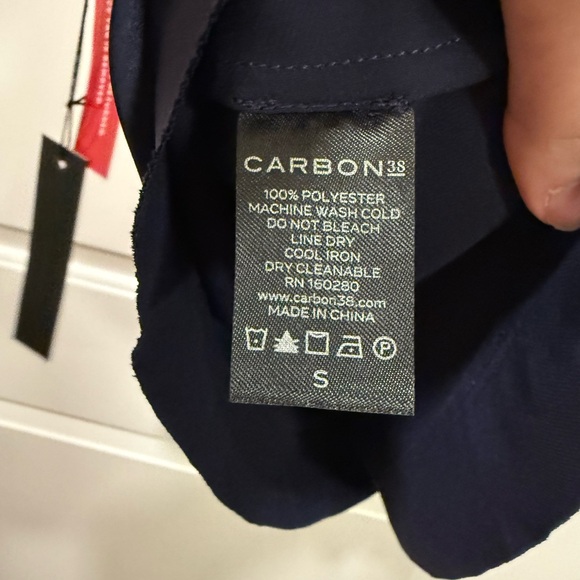 CARBON38
100% POLYESTER
MACHINE WASH COLD
DO NOT BLEACH
LINE DRY
COOL IRON
DRY CLEANABLE
RN 160280
www.carbon38.com
MADE IN CHINA
P
S